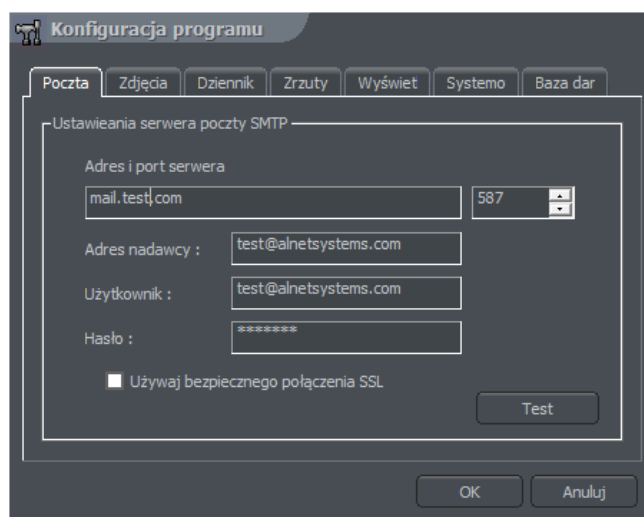 Konfiguracja programu
Poczta Zdjęcia Dziennik Zrzuty Wyświet Systemo Baza dar
Ustawieania serwera poczty SMTP
Adres i port serwera
mail.test.com 587
Adres nadawcy : test@alnetsystems.com
Użytkownik : test@alnetsystems.com
Hasło : *******
Używaj bezpiecznego połączenia SSL
Test
OK Anuluj